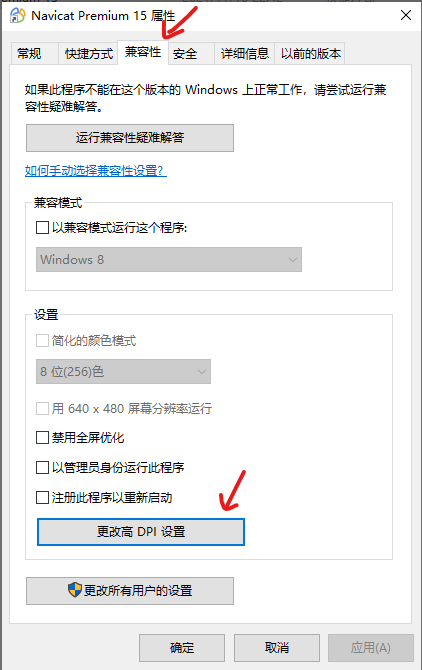 Navicat Premium 15 属性
常规 快捷方式 兼容性 安全 详细信息 以前的版本
如果此程序不能在这个版本的 Windows 上正常工作，请尝试运行兼
容性疑难解答。
运行兼容性疑难解答
如何手动选择兼容性设置?
兼容模式
以兼容模式运行这个程序:
Windows 8
设置
简化的颜色模式
8 位(256)色
用 640 x 480 屏幕分辨率运行
禁用全屏优化
以管理员身份运行此程序
注册此程序以重新启动
更改高 DPI 设置
更改所有用户的设置
确定 取消 应用(A)